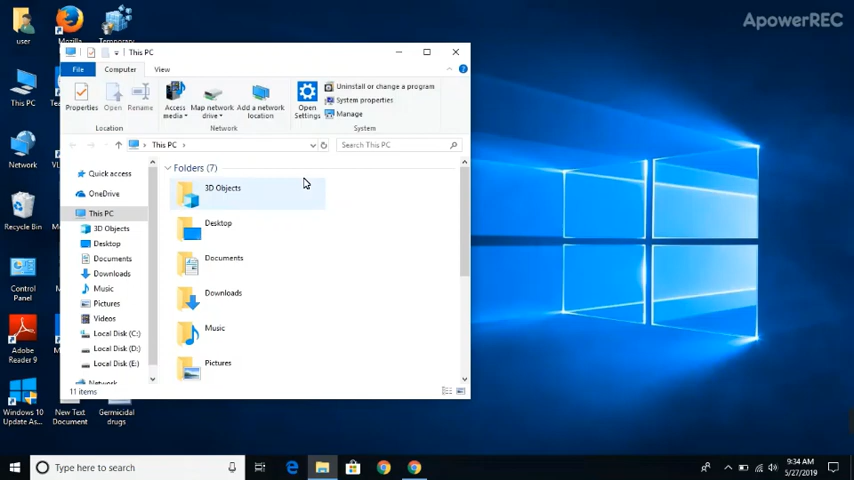 ApowerREC
user
Mozilla
Temporary
This PC
Network
Recycle Bin
Control
Panel
Adobe
Reader 9
Windows 10
Update As...
New Text
Document
Germicidal
drugs
This PC
File
Computer
View
Properties
Open
Rename
Access
media
Map network
drive
Add a network
location
Open
Settings
Uninstall or change a program
System properties
Manage
Location
Network
System
This PC
Search This PC
Quick access
OneDrive
This PC
3D Objects
Desktop
Documents
Downloads
Music
Pictures
Videos
Local Disk (C:)
Local Disk (D:)
Local Disk (E:)
Network
Folders (7)
3D Objects
Desktop
Documents
Downloads
Music
Pictures
11 items
Type here to search
9:34 AM
5/27/2019